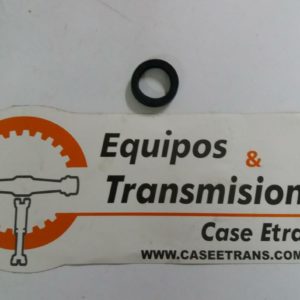 Equipos
&
Transmision
Case Etra
WWW.CASEETRANS.COM